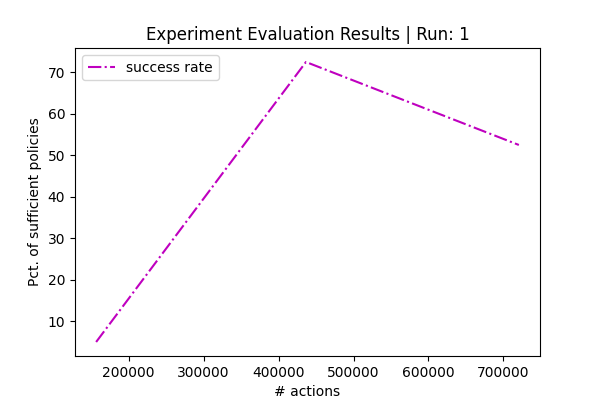 Experiment Evaluation Results | Run: 1
success rate
Pct. of sufficient policies
70
60
50
40
30
20
10
200000 300000 400000 500000 600000 700000
# actions